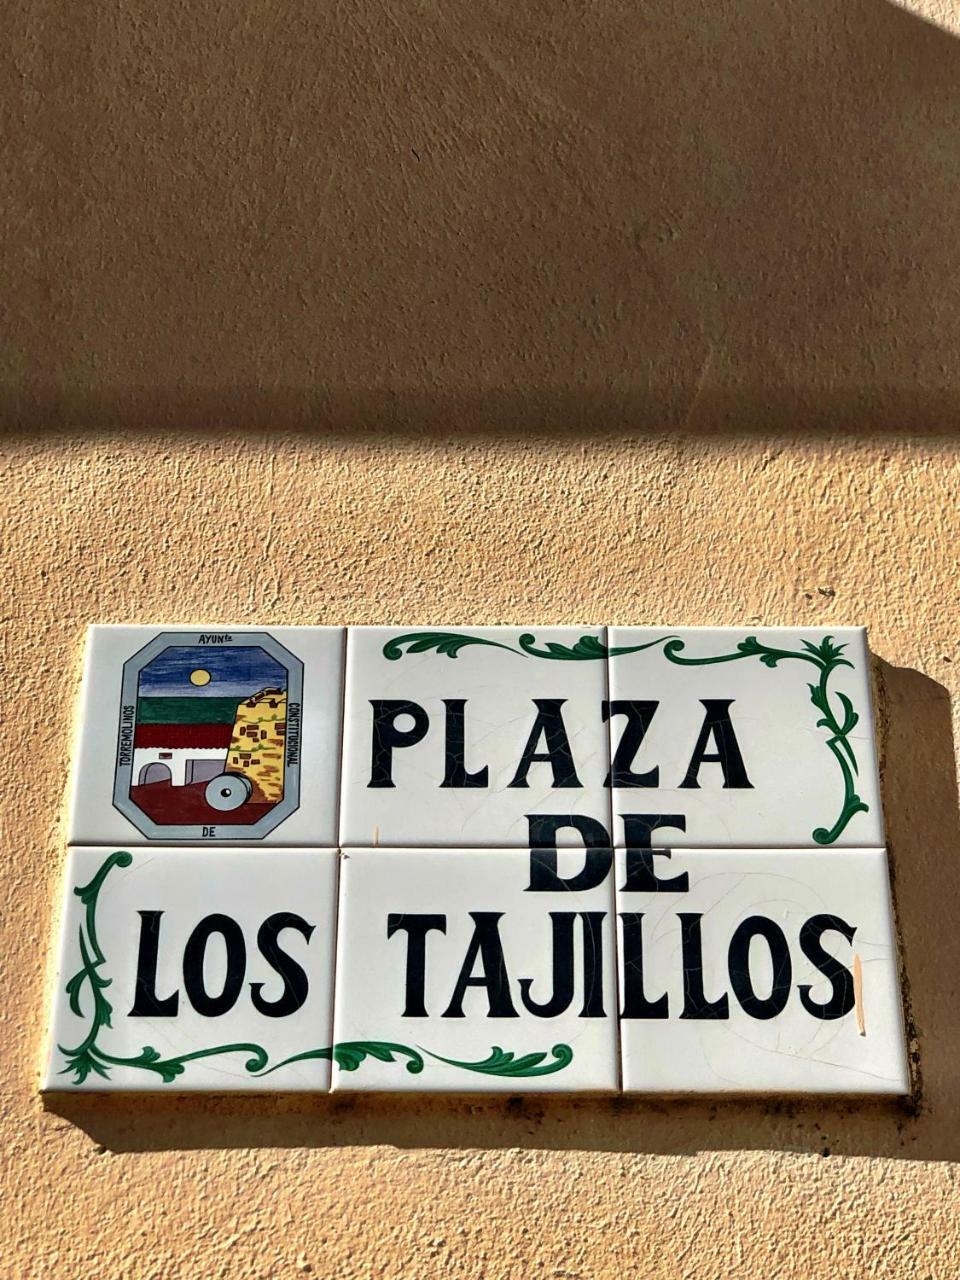 AYUNtº
CONSTITUCIONAL
DE
TORREMOLINOS
PLAZA
DE
LOS TAJILLOS